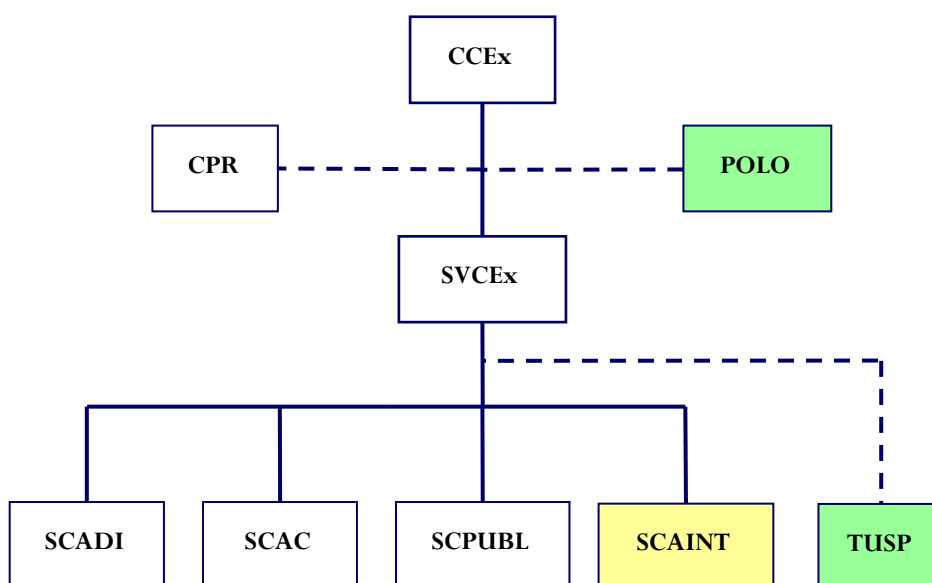 CCEx
CPR
POLO
SVCEx
SCADI
SCAC
SCPUBL
SCAINT
TUSP